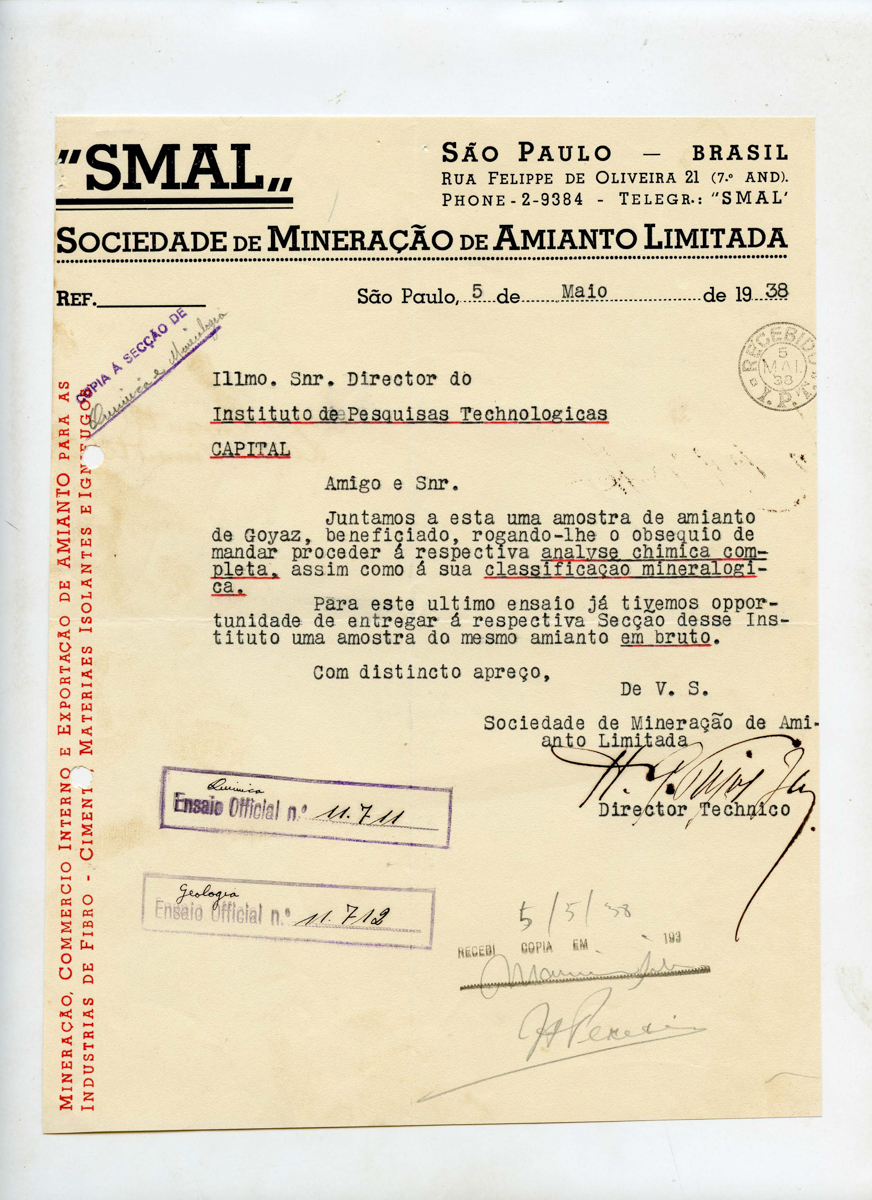 "SMAL„
SÃO PAULO — BRASIL
RUA FELIPPE DE OLIVEIRA 21 (7.º AND).
PHONE - 2-9384 - TELEGR.: "SMAL'
SOCIEDADE DE MINERAÇÃO DE AMIANTO LIMITADA
REF.
São Paulo, 5 de Maio de 1938
COPIA Á SECÇÃO DE
Quimica e
RECEBIDO
5
MAI
38
I.P.T.
Illmo. Snr. Director do
Instituto de Pesquisas Technologicas
CAPITAL
Amigo e Snr.
Juntamos a esta uma amostra de amianto
de Goyaz, beneficiado, rogando-lhe o obsequio de
mandar proceder á respectiva analyse chimica com-
pleta, assim como á sua classificaçao mineralogi-
ca.
Para este ultimo ensaio já tivemos oppor-
tunidade de entregar á respectiva Secção desse Ins-
tituto uma amostra do mesmo amianto em bruto.
Com distincto apreço,
De V. S.
Sociedade de Mineração de Ami-
anto Limitada
Director Technico
Quimica
Ensaio Official n.º 11.711
Geologia
Ensaio Official n.º 11.712
5/5/38
RECEBI COPIA EM 193
MINERAÇÃO, COMMERCIO INTERNO E EXPORTAÇÃO DE AMIANTO PARA AS
INDUSTRIAS DE FIBRO - CIMENT , MATERIAES ISOLANTES E IGNIFUGOS